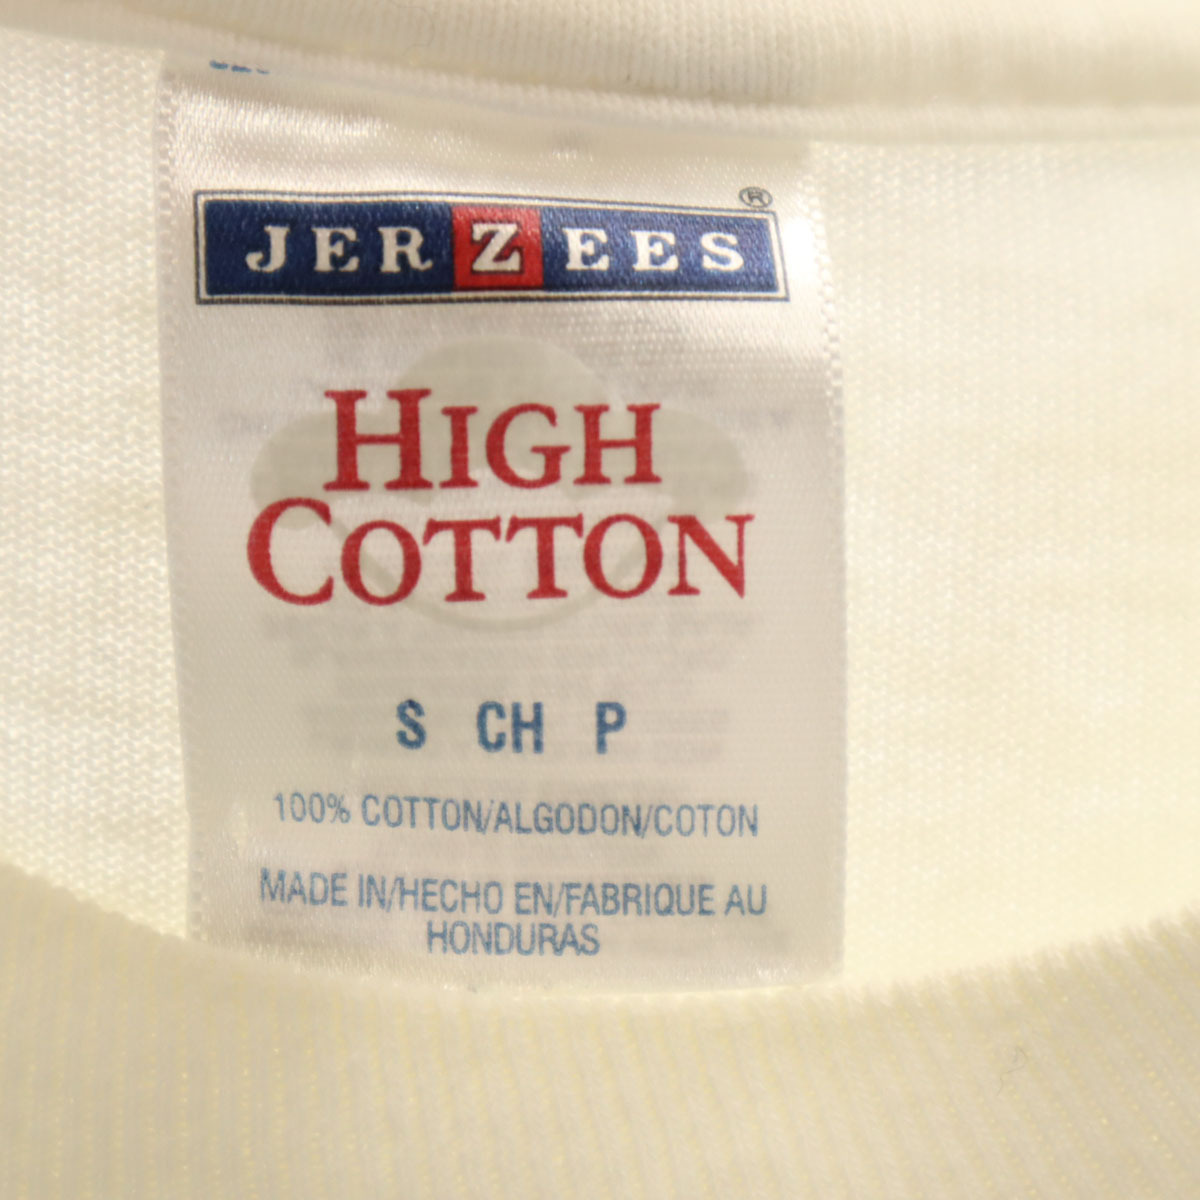 JERZEES ®
HIGH
COTTON
S CH P
100% COTTON/ALGODON/COTON
MADE IN/HECHO EN/FABRIQUE AU
HONDURAS